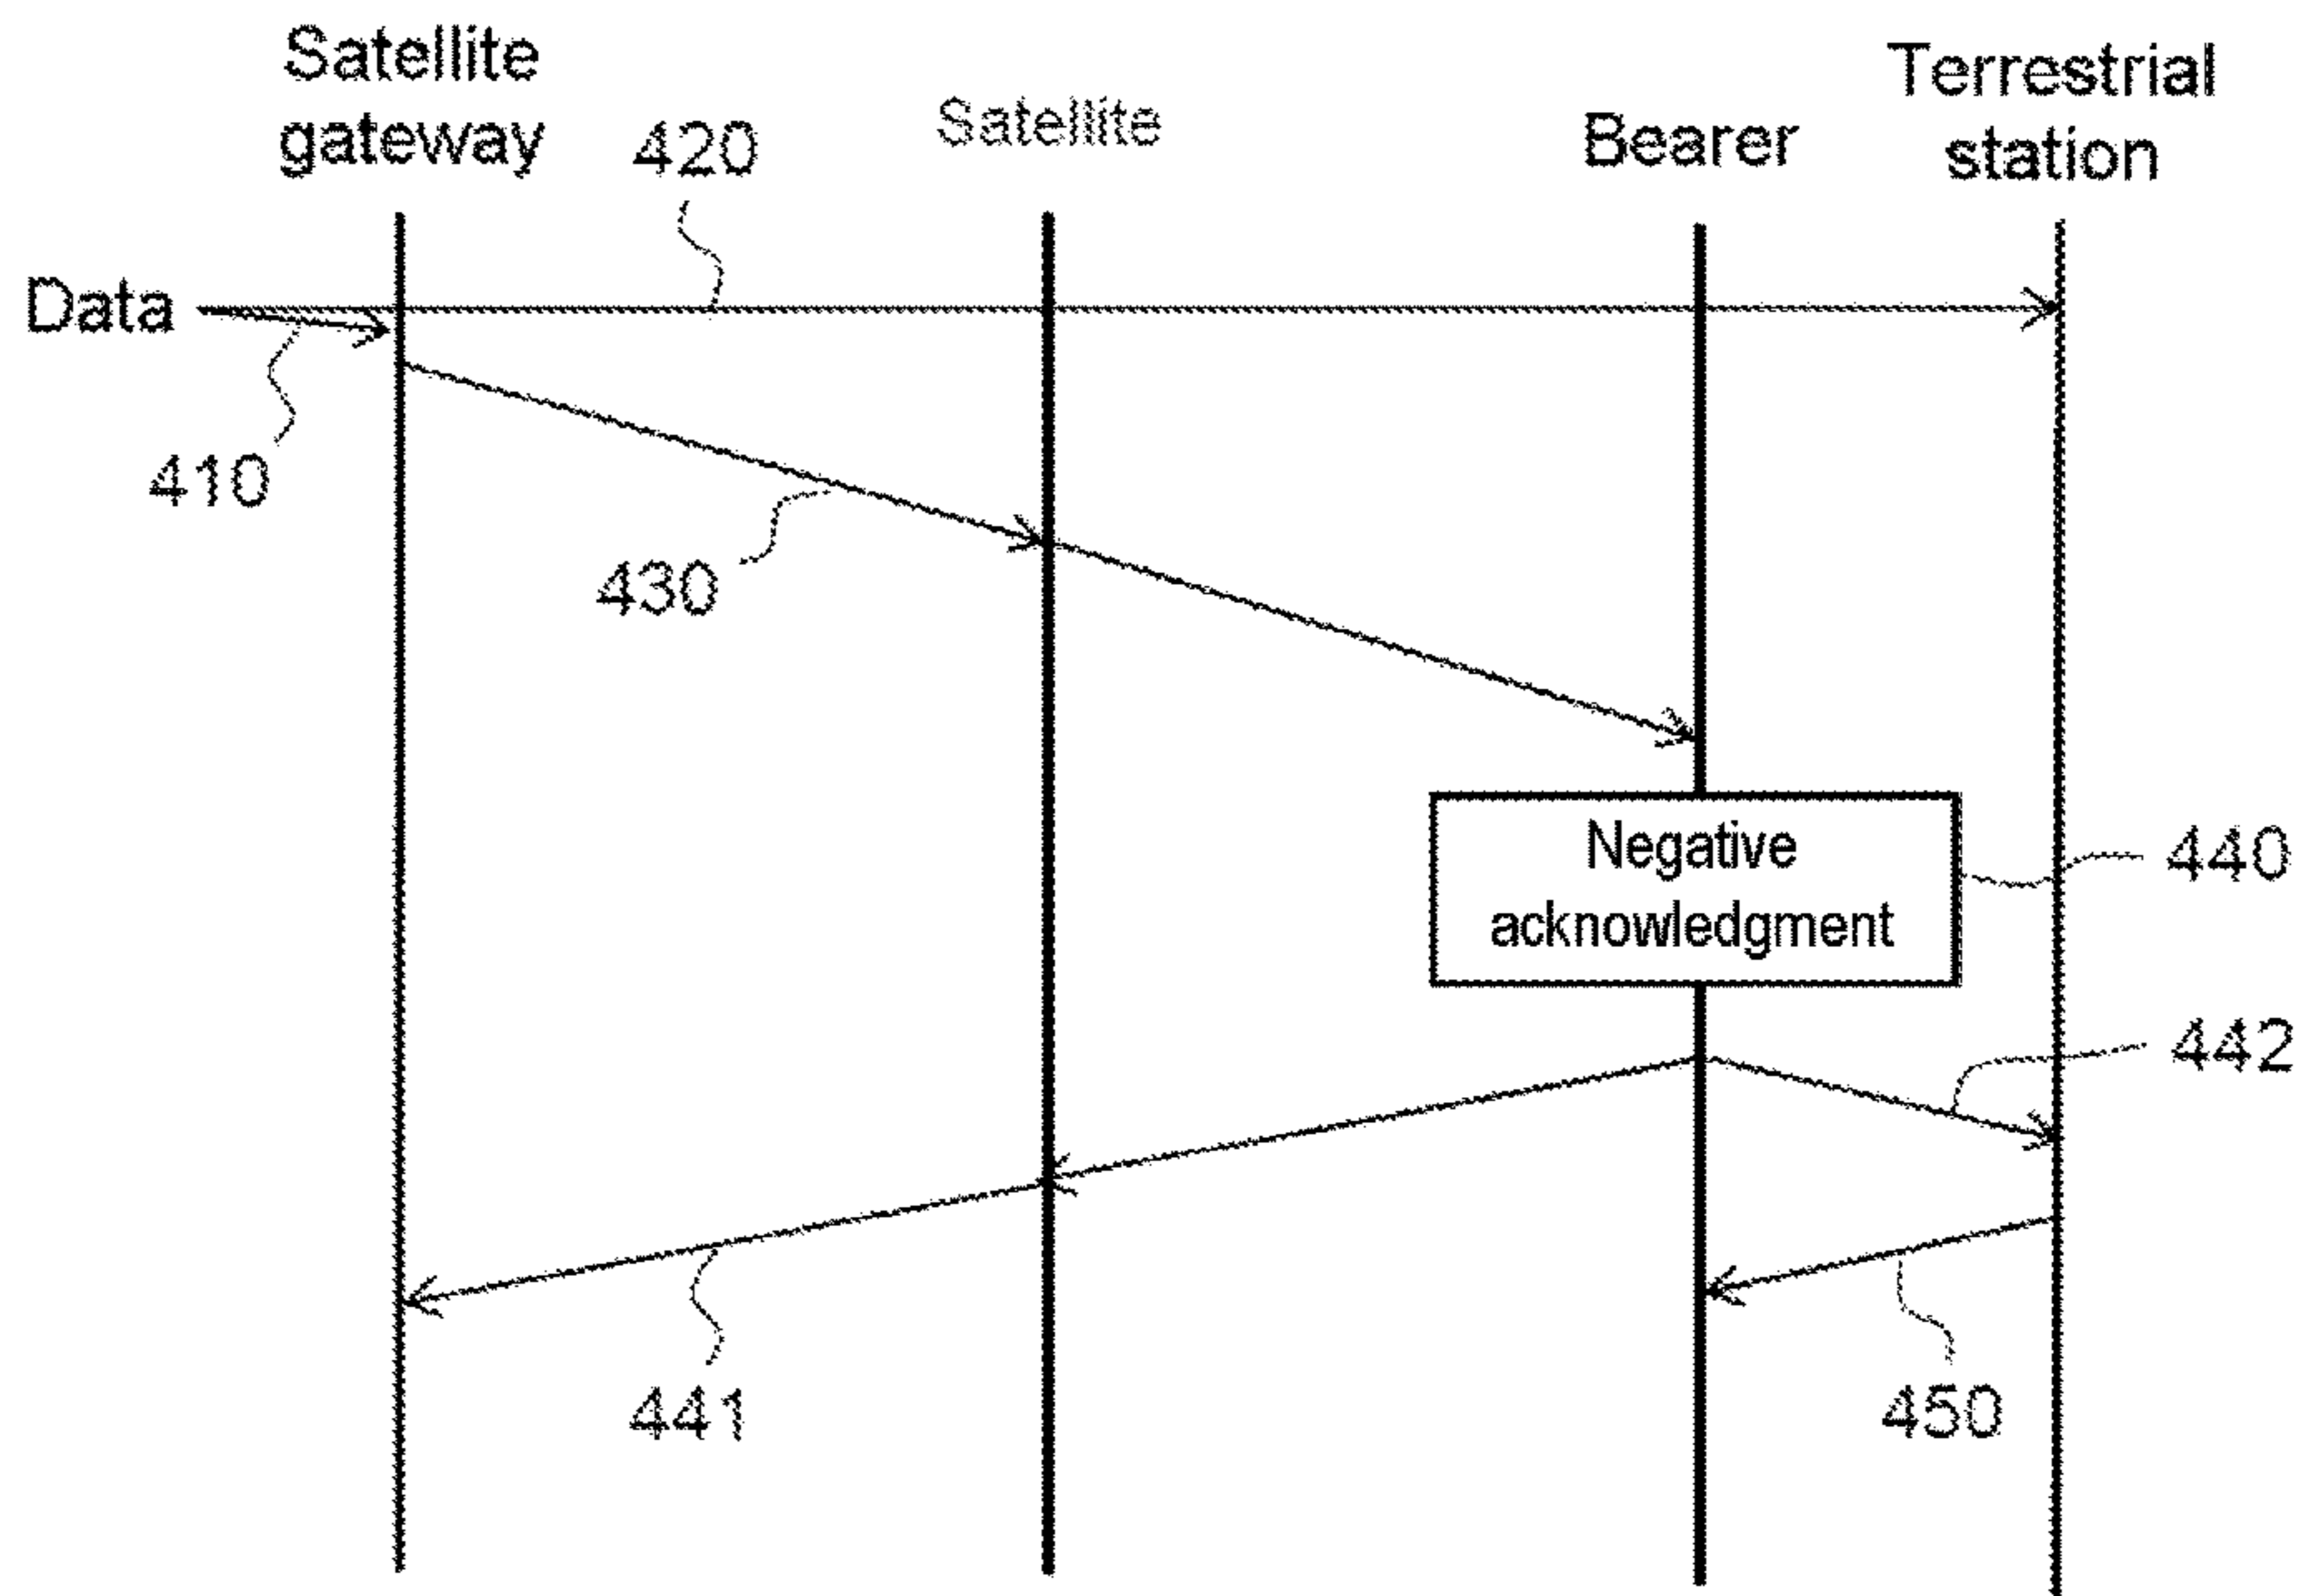 Satellite
gateway
420
Satellite
Bearer
Terrestrial
station
Data
410
430
Negative
acknowledgment
440
442
441
450